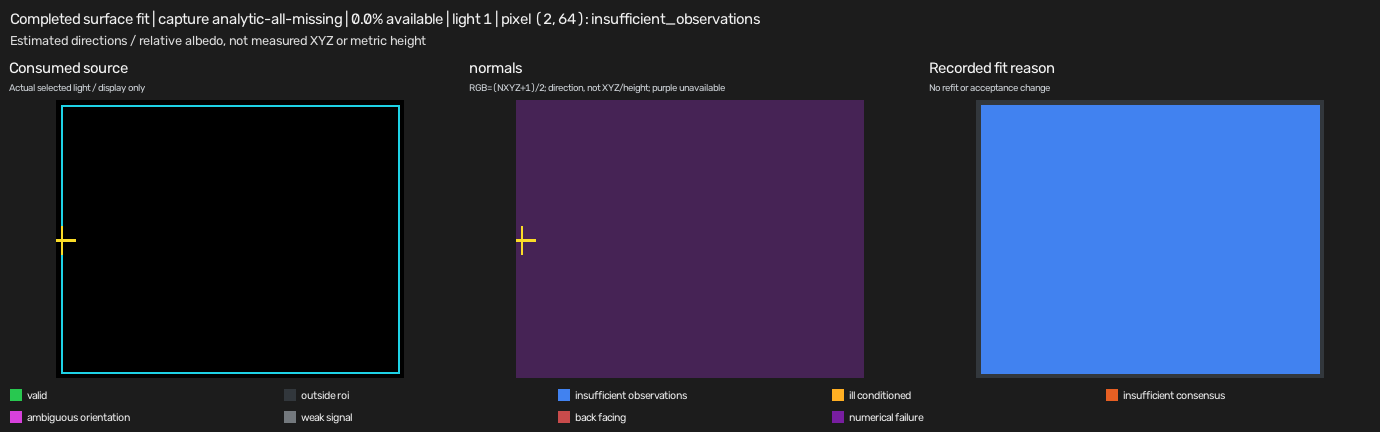 Completed surface fit | capture analytic-all-missing | 0.0% available | light 1 | pixel (2, 64): insufficient_observations
Estimated directions / relative albedo, not measured XYZ or metric height
Consumed source
Actual selected light / display only
normals
RGB=(NXYZ+1)/2; direction, not XYZ/height; purple unavailable
Recorded fit reason
No refit or acceptance change
valid
outside roi
insufficient observations
ill conditioned
insufficient consensus
ambiguous orientation
weak signal
back facing
numerical failure